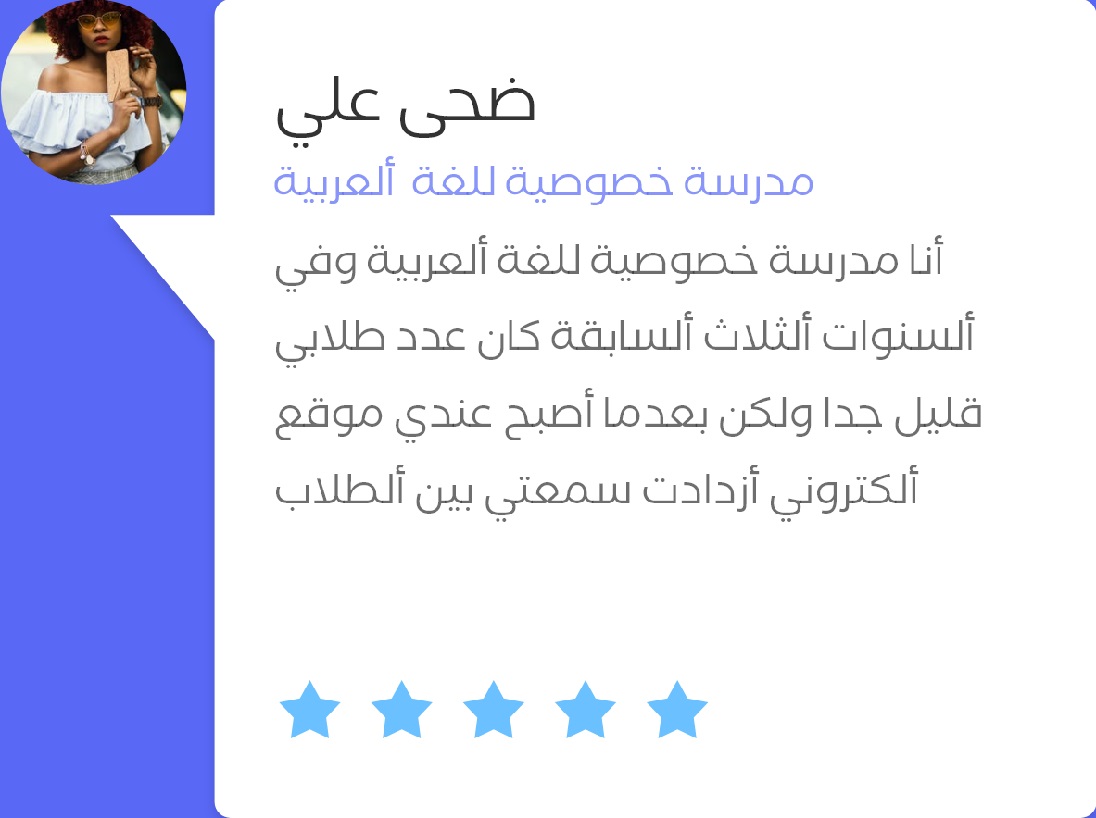 ضحى علي
مدرسة خصوصية للغة ألعربية
أنا مدرسة خصوصية للغة ألعربية وفي
ألسنوات ألثلاث ألسابقة كان عدد طلابي
قليل جدا ولكن بعدما أصبح عندي موقع
ألكتروني أزدادت سمعتي بين ألطلاب